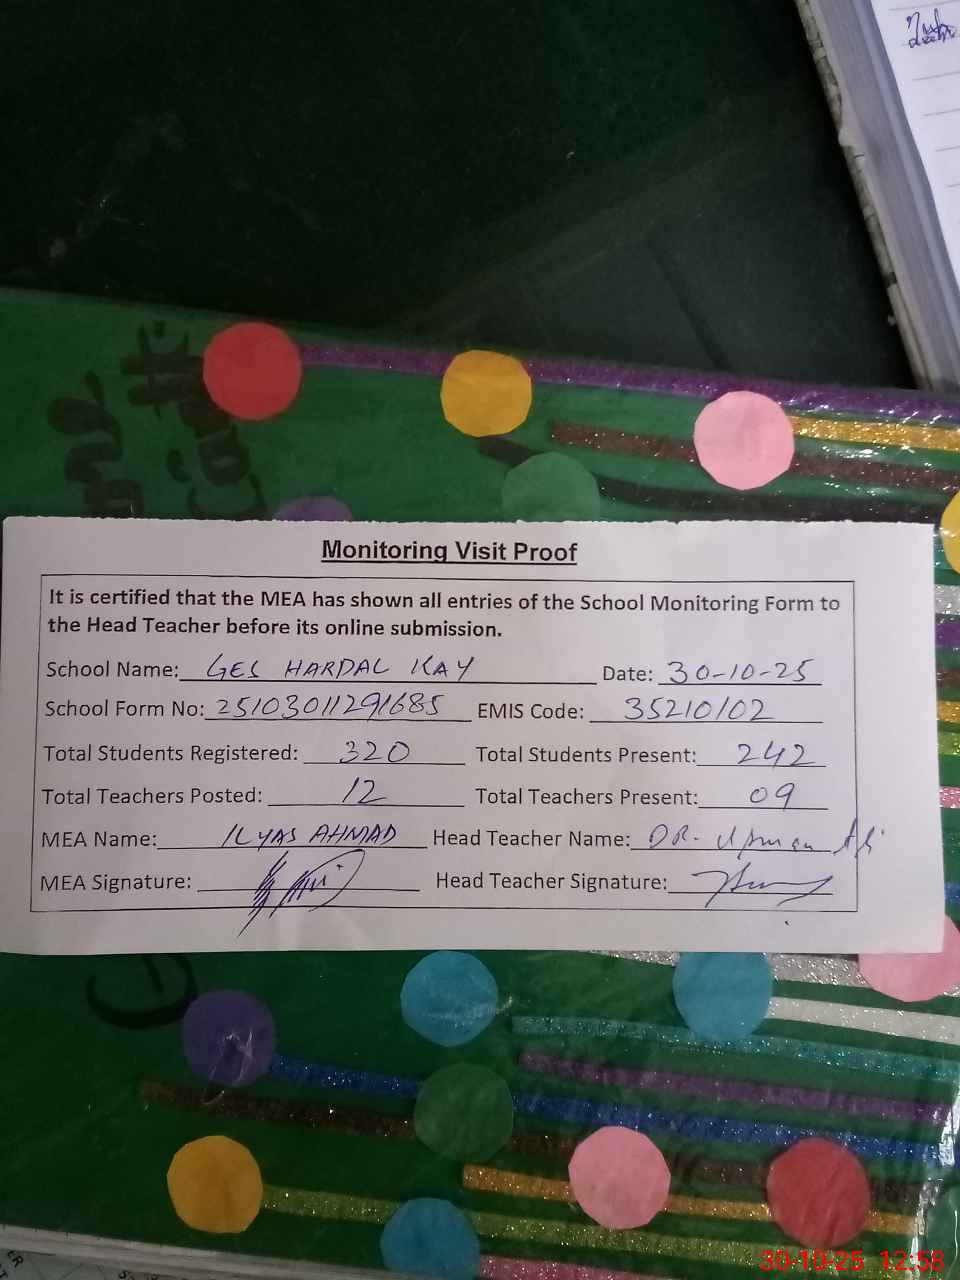 Monitoring Visit Proof
It is certified that the MEA has shown all entries of the School Monitoring Form to
the Head Teacher before its online submission.
School Name: GES HARDAL KAY Date: 30-10-25
School Form No: 25103011291685 EMIS Code: 35210102
Total Students Registered: 320 Total Students Present: 242
Total Teachers Posted: 12 Total Teachers Present: 09
MEA Name: ILYAS AHMAD Head Teacher Name: DR.
MEA Signature: Head Teacher Signature:
30-10-25 12:58